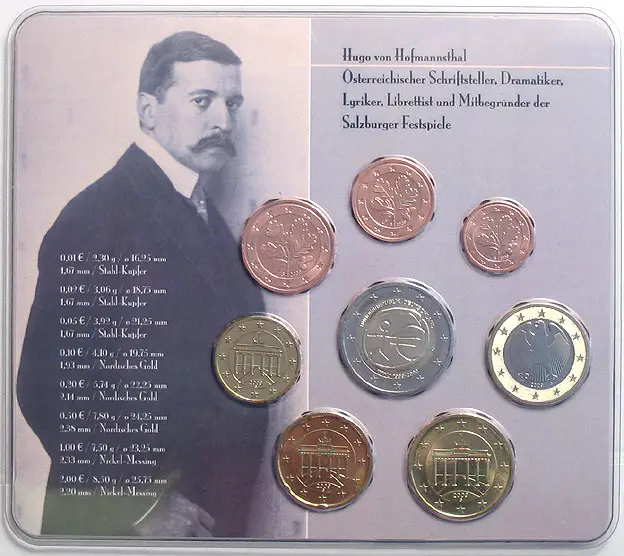 Hugo von Hofmannsthal
Österreichischer Schriftsteller, Dramatiker,
Lyriker, Librettist und Mitbegründer der
Salzburger Festspiele
0,01 € / 2,30 g / ø 16,25 mm
1,67 mm / Stahl-Kupfer
0,02 € / 3,06 g / ø 18,75 mm
1,67 mm / Stahl-Kupfer
0,05 € / 3,92 g / ø 21,25 mm
1,67 mm / Stahl-Kupfer
0,10 € / 4,10 g / ø 19,75 mm
1,93 mm / Nordisches Gold
0,20 € / 5,74 g / ø 22,25 mm
2,14 mm / Nordisches Gold
0,50 € / 7,80 g / ø 24,25 mm
2,38 mm / Nordisches Gold
1,00 € / 7,50 g / ø 23,25 mm
2,33 mm / Nickel-Messing
2,00 € / 8,50 g / ø 25,75 mm
2,20 mm / Nickel-Messing
BUNDESREPUBLIK DEUTSCHLAND